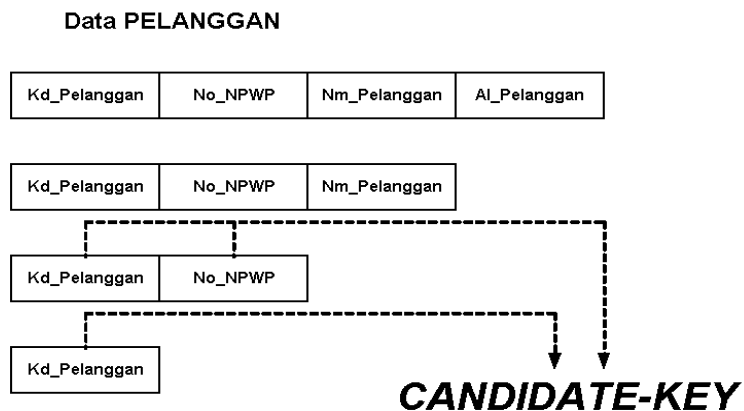 Data PELANGGAN
Kd_Pelanggan No_NPWP Nm_Pelanggan Al_Pelanggan
Kd_Pelanggan No_NPWP Nm_Pelanggan
Kd_Pelanggan No_NPWP
Kd_Pelanggan
CANDIDATE-KEY